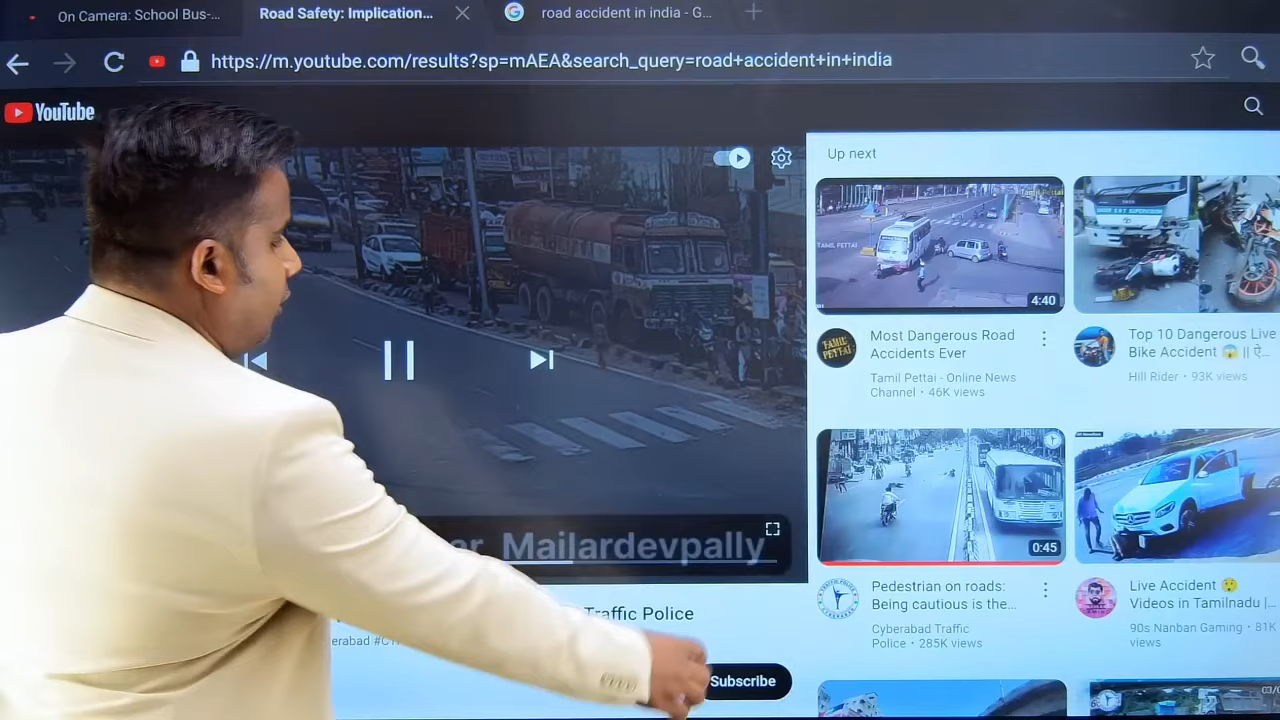 On Camera: School Bus-...
Road Safety: Implication...
road accident in india - G...
https://m.youtube.com/results?sp=mAEA&search_query=road+accident+in+india
YouTube
Up next
TAMIL PETTAI
4:40
Most Dangerous Road
Accidents Ever
Tamil Pettai - Online News
Channel • 46K views
Top 10 Dangerous Live
Bike Accident 😱 || ऐ...
Hill Rider • 93K views
0:45
Pedestrian on roads:
Being cautious is the...
Cyberabad Traffic
Police • 285K views
Live Accident 😲
Videos in Tamilnadu |...
90s Nanban Gaming • 81K
views
er Mailardevpally
Traffic Police
erabad
Subscribe